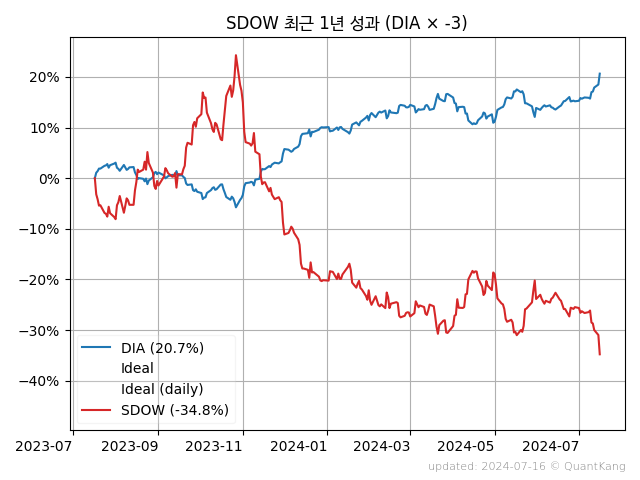 SDOW 최근 1년 성과 (DIA × -3)
20%
10%
0%
−10%
−20%
−30%
−40%
DIA (20.7%)
Ideal
Ideal (daily)
SDOW (-34.8%)
2023-07 2023-09 2023-11 2024-01 2024-03 2024-05 2024-07
updated: 2024-07-16 © QuantKang